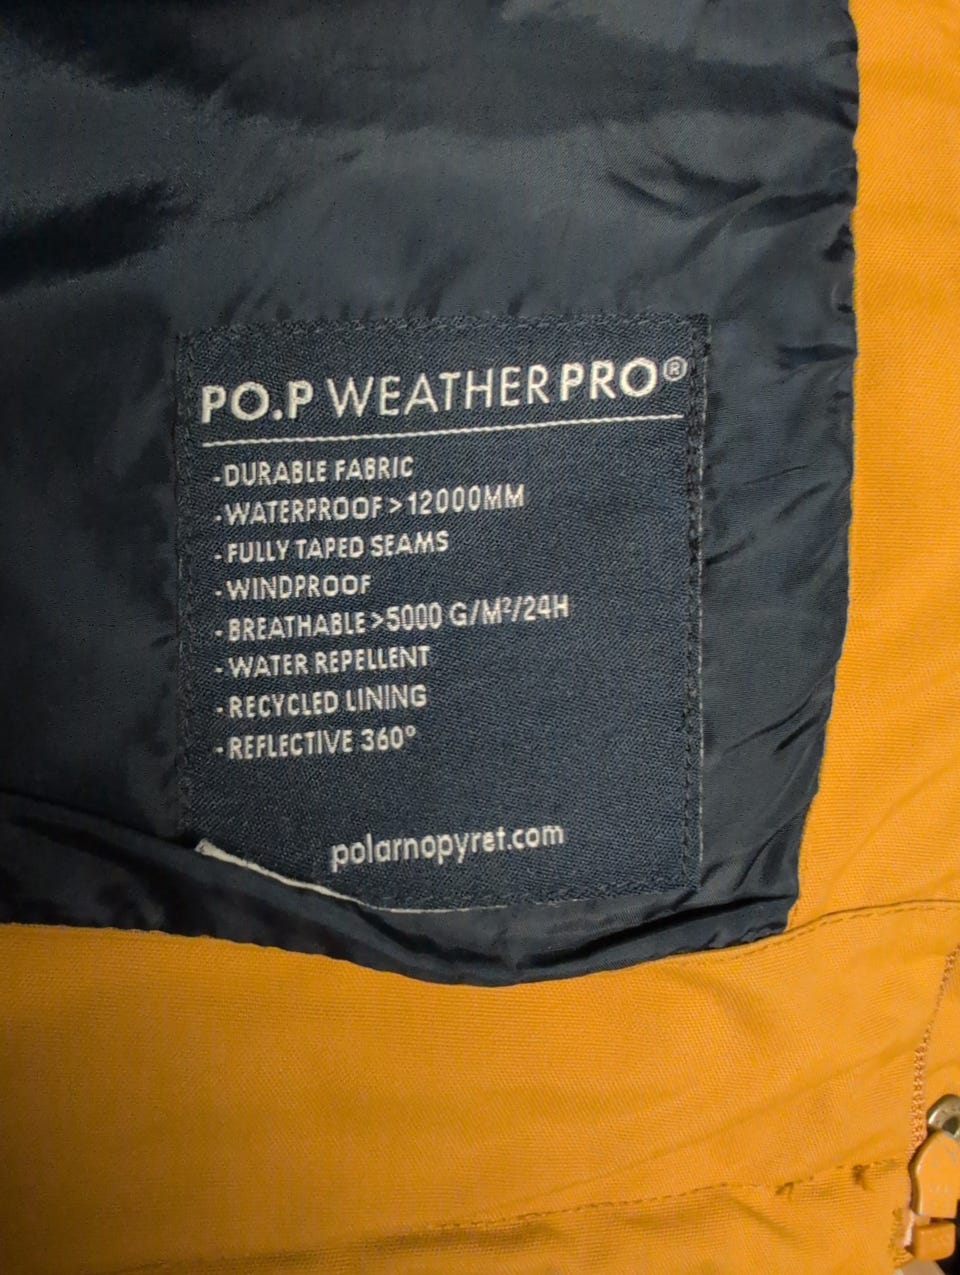 PO.P WEATHERPRO®
-DURABLE FABRIC
-WATERPROOF>12000MM
-FULLY TAPED SEAMS
-WINDPROOF
-BREATHABLE>5000 G/M²/24H
-WATER REPELLENT
-RECYCLED LINING
-REFLECTIVE 360°
polarnopyret.com